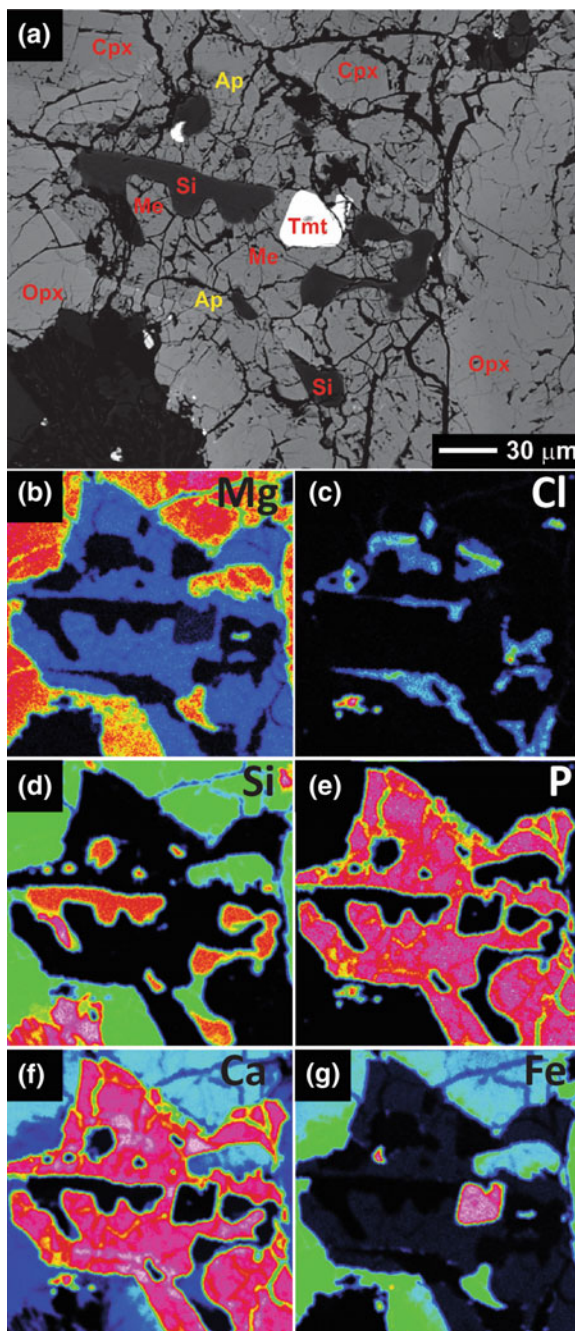 (a)
Cpx
Ap
Cpx
Si
Me
Tmt
Me
Opx
Ap
Opx
Si
30 μm
(b) Mg
(c) Cl
(d) Si
(e) P
(f) Ca
(g) Fe